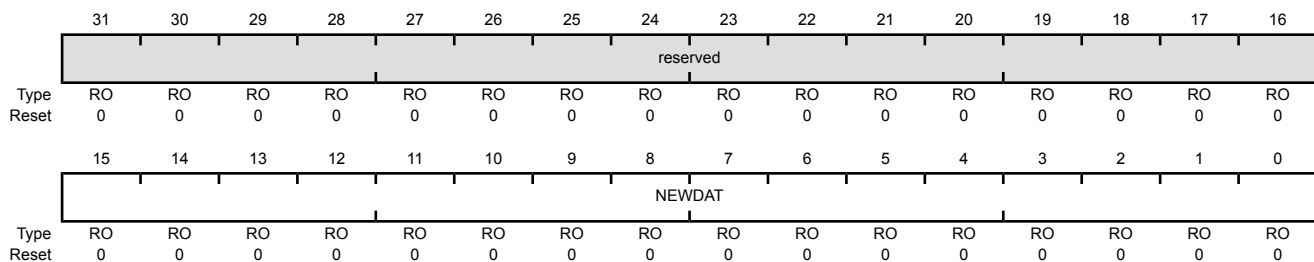 31 30 29 28 27 26 25 24 23 22 21 20 19 18 17 16
reserved
Type RO RO RO RO RO RO RO RO RO RO RO RO RO RO RO RO
Reset 0 0 0 0 0 0 0 0 0 0 0 0 0 0 0 0
15 14 13 12 11 10 9 8 7 6 5 4 3 2 1 0
NEWDAT
Type RO RO RO RO RO RO RO RO RO RO RO RO RO RO RO RO
Reset 0 0 0 0 0 0 0 0 0 0 0 0 0 0 0 0